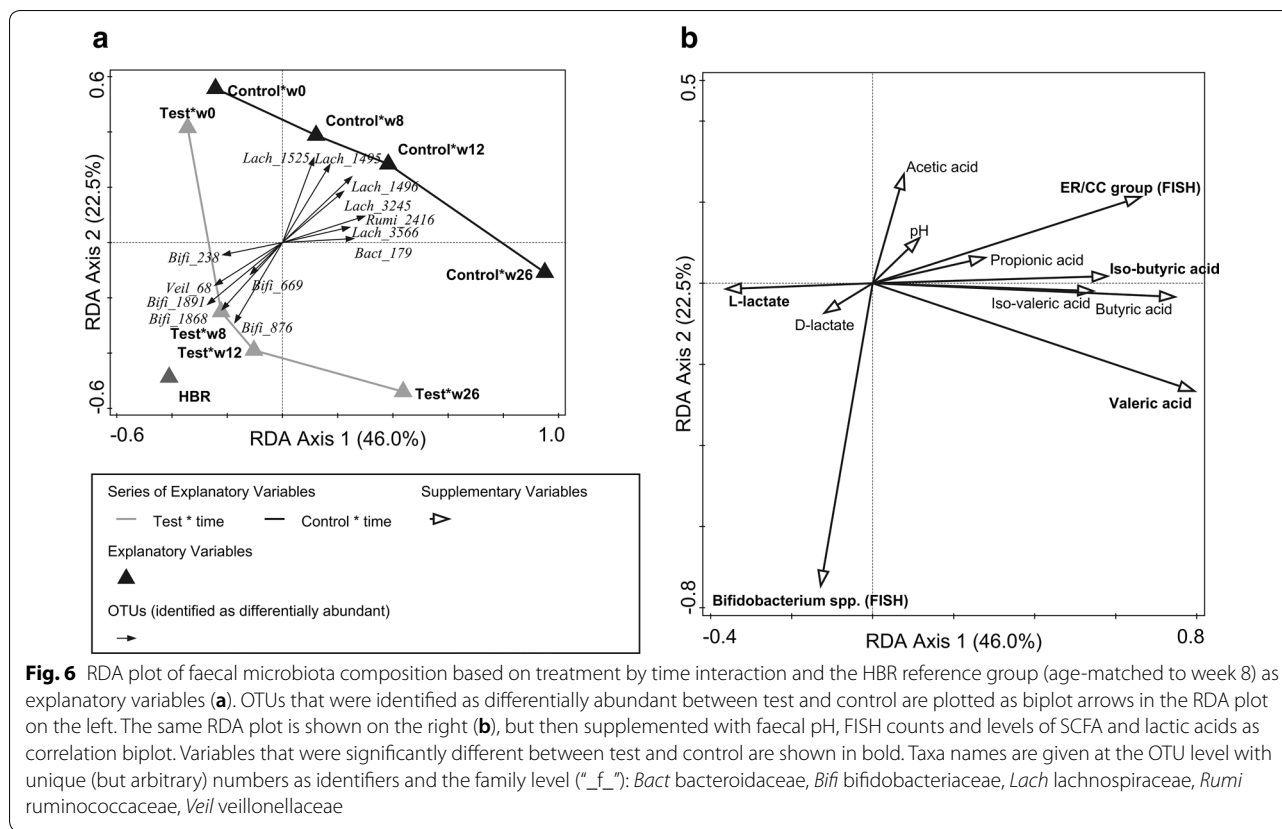 a
0.6
-0.6
RDA Axis 2 (22.5%)
-0.6
RDA Axis 1 (46.0%)
1.0
Control*w0
Test*w0
Control*w8
Control*w12
Lach_1525
Lach_1495
Lach_1496
Lach_3245
Rumi_2416
Lach_3566
Bact_179
Control*w26
Bifi_238
Veil_68
Bifi_669
Bifi_1891
Bifi_1868
Bifi_876
Test*w8
Test*w12
Test*w26
HBR
Series of Explanatory Variables
Supplementary Variables
Test * time
Control * time
Explanatory Variables
OTUs (identified as differentially abundant)
b
0.5
-0.8
RDA Axis 2 (22.5%)
-0.4
RDA Axis 1 (46.0%)
0.8
Acetic acid
ER/CC group (FISH)
pH
Propionic acid
Iso-butyric acid
L-lactate
Iso-valeric acid
Butyric acid
D-lactate
Valeric acid
Bifidobacterium spp. (FISH)
Fig. 6 RDA plot of faecal microbiota composition based on treatment by time interaction and the HBR reference group (age-matched to week 8) as
explanatory variables (a). OTUs that were identified as differentially abundant between test and control are plotted as biplot arrows in the RDA plot
on the left. The same RDA plot is shown on the right (b), but then supplemented with faecal pH, FISH counts and levels of SCFA and lactic acids as
correlation biplot. Variables that were significantly different between test and control are shown in bold. Taxa names are given at the OTU level with
unique (but arbitrary) numbers as identifiers and the family level ("_f_"): Bact bacteroidaceae, Bifi bifidobacteriaceae, Lach lachnospiraceae, Rumi
ruminococcaceae, Veil veillonellaceae